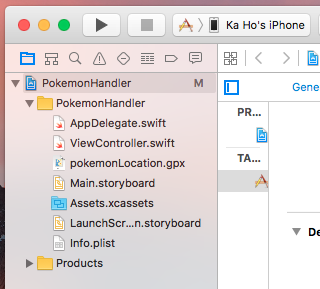 Ka Ho's iPhone
PokemonHandler M
PokemonHandler
AppDelegate.swift
ViewController.swift
pokemonLocation.gpx
Main.storyboard
Assets.xcassets
LaunchScr...n.storyboard
Info.plist
Products
Gene
PR...
TA...
De